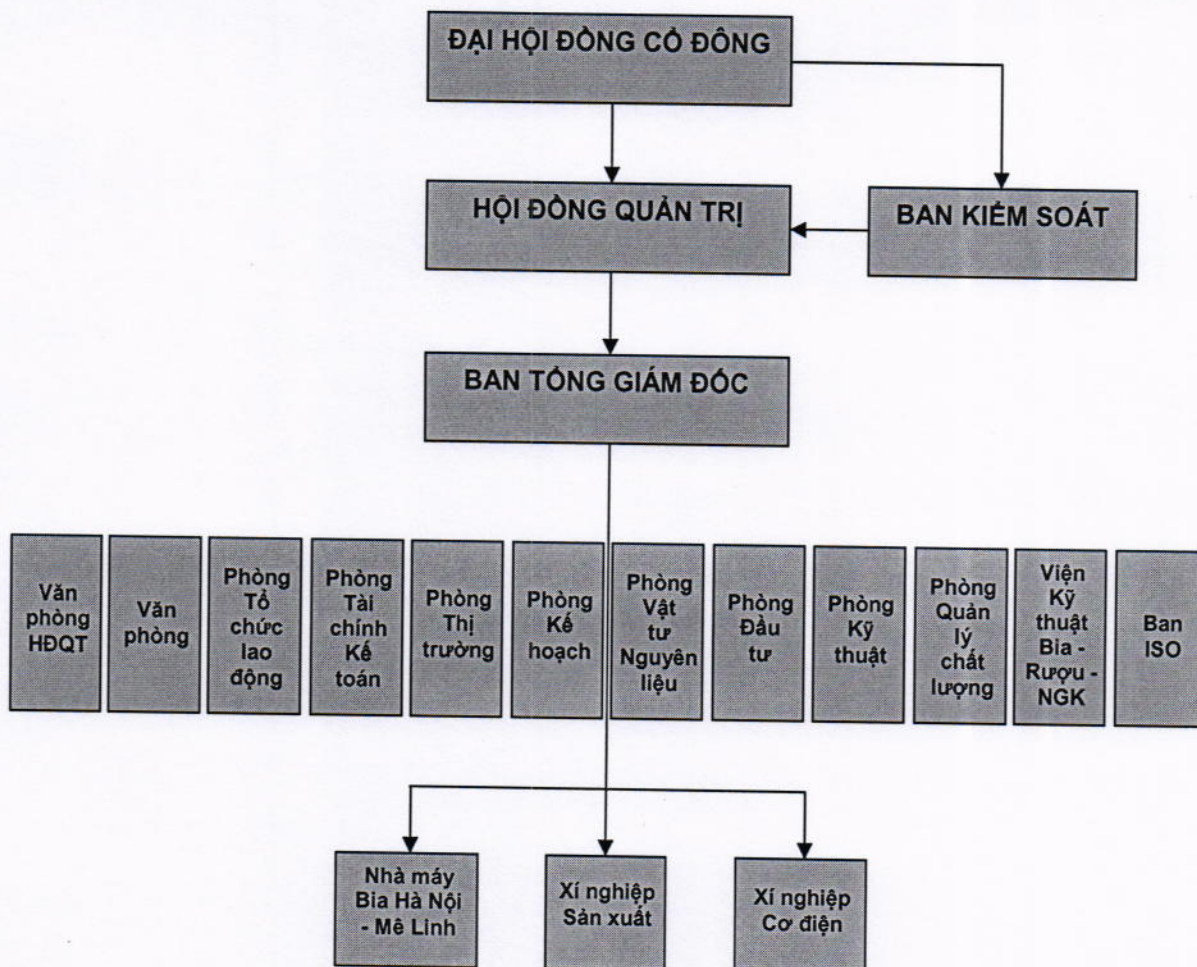 ĐẠI HỘI ĐỒNG CỔ ĐÔNG
HỘI ĐỒNG QUẢN TRỊ
BAN KIỂM SOÁT
BAN TỔNG GIÁM ĐỐC
Văn
phòng
HĐQT
Văn
phòng
Phòng
Tổ
chức
lao
động
Phòng
Tài
chính
Kế
toán
Phòng
Thị
trường
Phòng
Kế
hoạch
Phòng
Vật
tư
Nguyên
liệu
Phòng
Đầu
tư
Phòng
Kỹ
thuật
Phòng
Quản
lý
chất
lượng
Viện
Kỹ
thuật
Bia -
Rượu -
NGK
Ban
ISO
Nhà máy
Bia Hà Nội
- Mê Linh
Xí nghiệp
Sản xuất
Xí nghiệp
Cơ điện